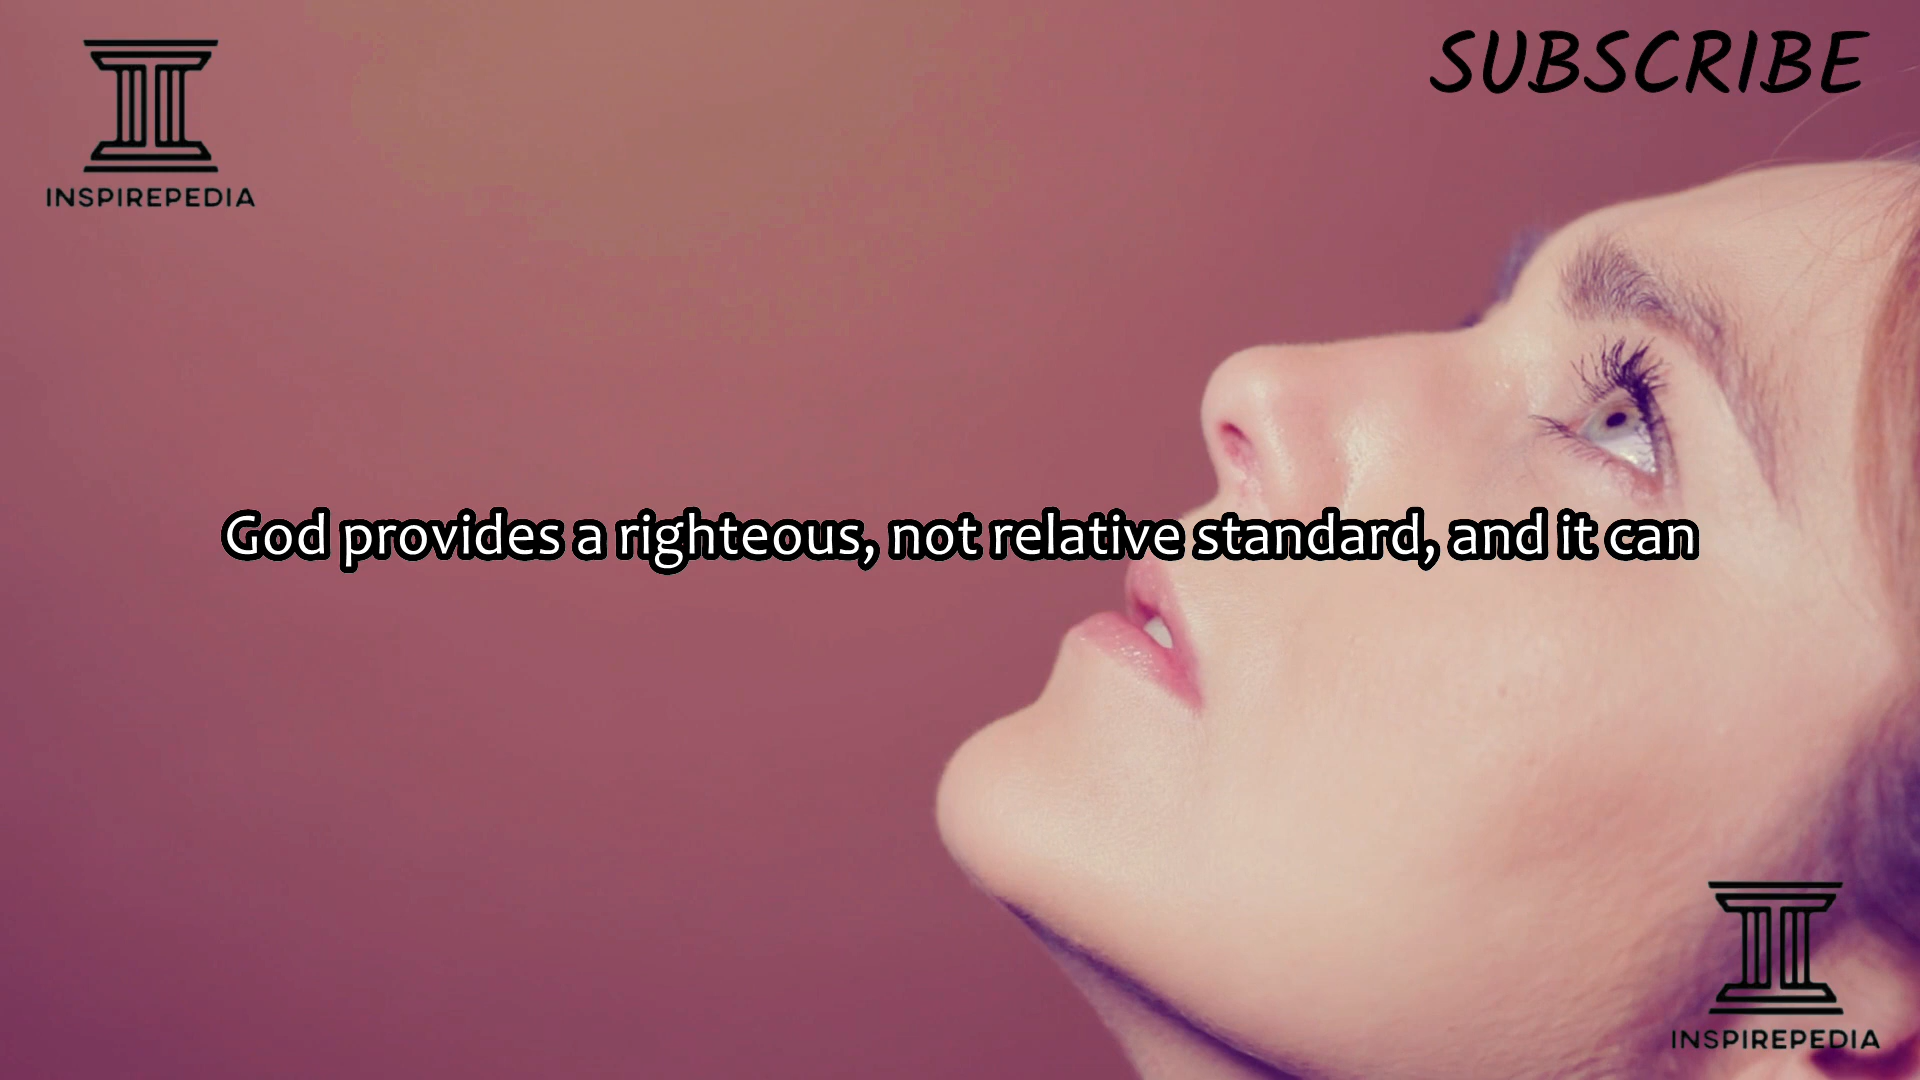 SUBSCRIBE
INSPIREPEDIA
God provides a righteous, not relative standard, and it can
INSPIREPEDIA